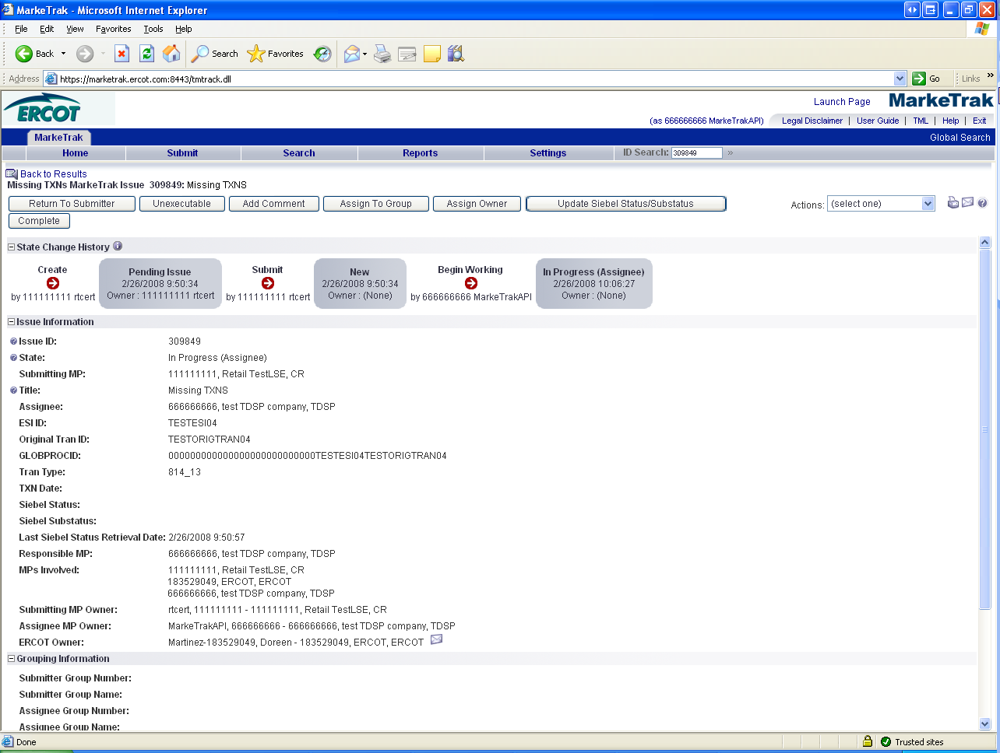 MarkeTrak - Microsoft Internet Explorer
File Edit View Favorites Tools Help
Back Search Favorites
Address https://marketrak.ercot.com:8443/tmtrack.dll Go Links »
ERCOT
Launch Page MarkeTrak
(as 666666666 MarkeTrakAPI) Legal Disclaimer | User Guide | TML | Help | Exit
MarkeTrak Global Search
Home Submit Search Reports Settings ID Search: 309849 »
Back to Results
Missing TXNs MarkeTrak Issue 309849: Missing TXNS
Return To Submitter Unexecutable Add Comment Assign To Group Assign Owner Update Siebel Status/Substatus Actions: (select one)
Complete
State Change History
Create Pending Issue Submit New Begin Working In Progress (Assignee)
2/26/2008 9:50:34 2/26/2008 9:50:34 2/26/2008 10:06:27
by 111111111 rtcert Owner : 111111111 rtcert by 111111111 rtcert Owner : (None) by 666666666 MarkeTrakAPI Owner : (None)
Issue Information
Issue ID: 309849
State: In Progress (Assignee)
Submitting MP: 111111111, Retail TestLSE, CR
Title: Missing TXNS
Assignee: 666666666, test TDSP company, TDSP
ESI ID: TESTESI04
Original Tran ID: TESTORIGTRAN04
GLOBPROCID: 000000000000000000000000000TESTESI04TESTORIGTRAN04
Tran Type: 814_13
TXN Date:
Siebel Status:
Siebel Substatus:
Last Siebel Status Retrieval Date: 2/26/2008 9:50:57
Responsible MP: 666666666, test TDSP company, TDSP
MPs Involved: 111111111, Retail TestLSE, CR
183529049, ERCOT, ERCOT
666666666, test TDSP company, TDSP
Submitting MP Owner: rtcert, 111111111 - 111111111, Retail TestLSE, CR
Assignee MP Owner: MarkeTrakAPI, 666666666 - 666666666, test TDSP company, TDSP
ERCOT Owner: Martinez-183529049, Doreen - 183529049, ERCOT, ERCOT
Grouping Information
Submitter Group Number:
Submitter Group Name:
Assignee Group Number:
Assignee Group Name:
Done Trusted sites